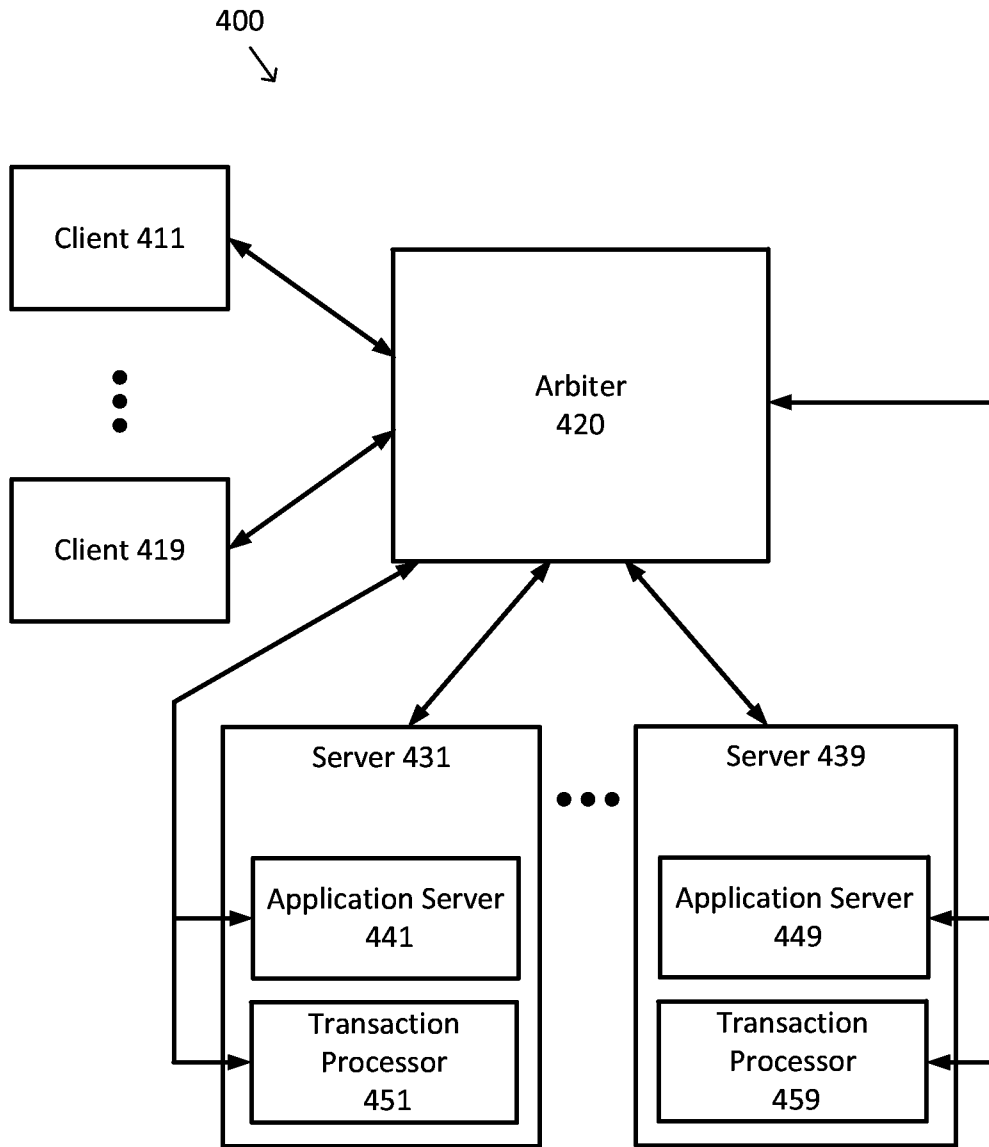 400
Client 411
Arbiter
420
Client 419
Server 431
Server 439
Application Server
441
Application Server
449
Transaction
Processor
451
Transaction
Processor
459